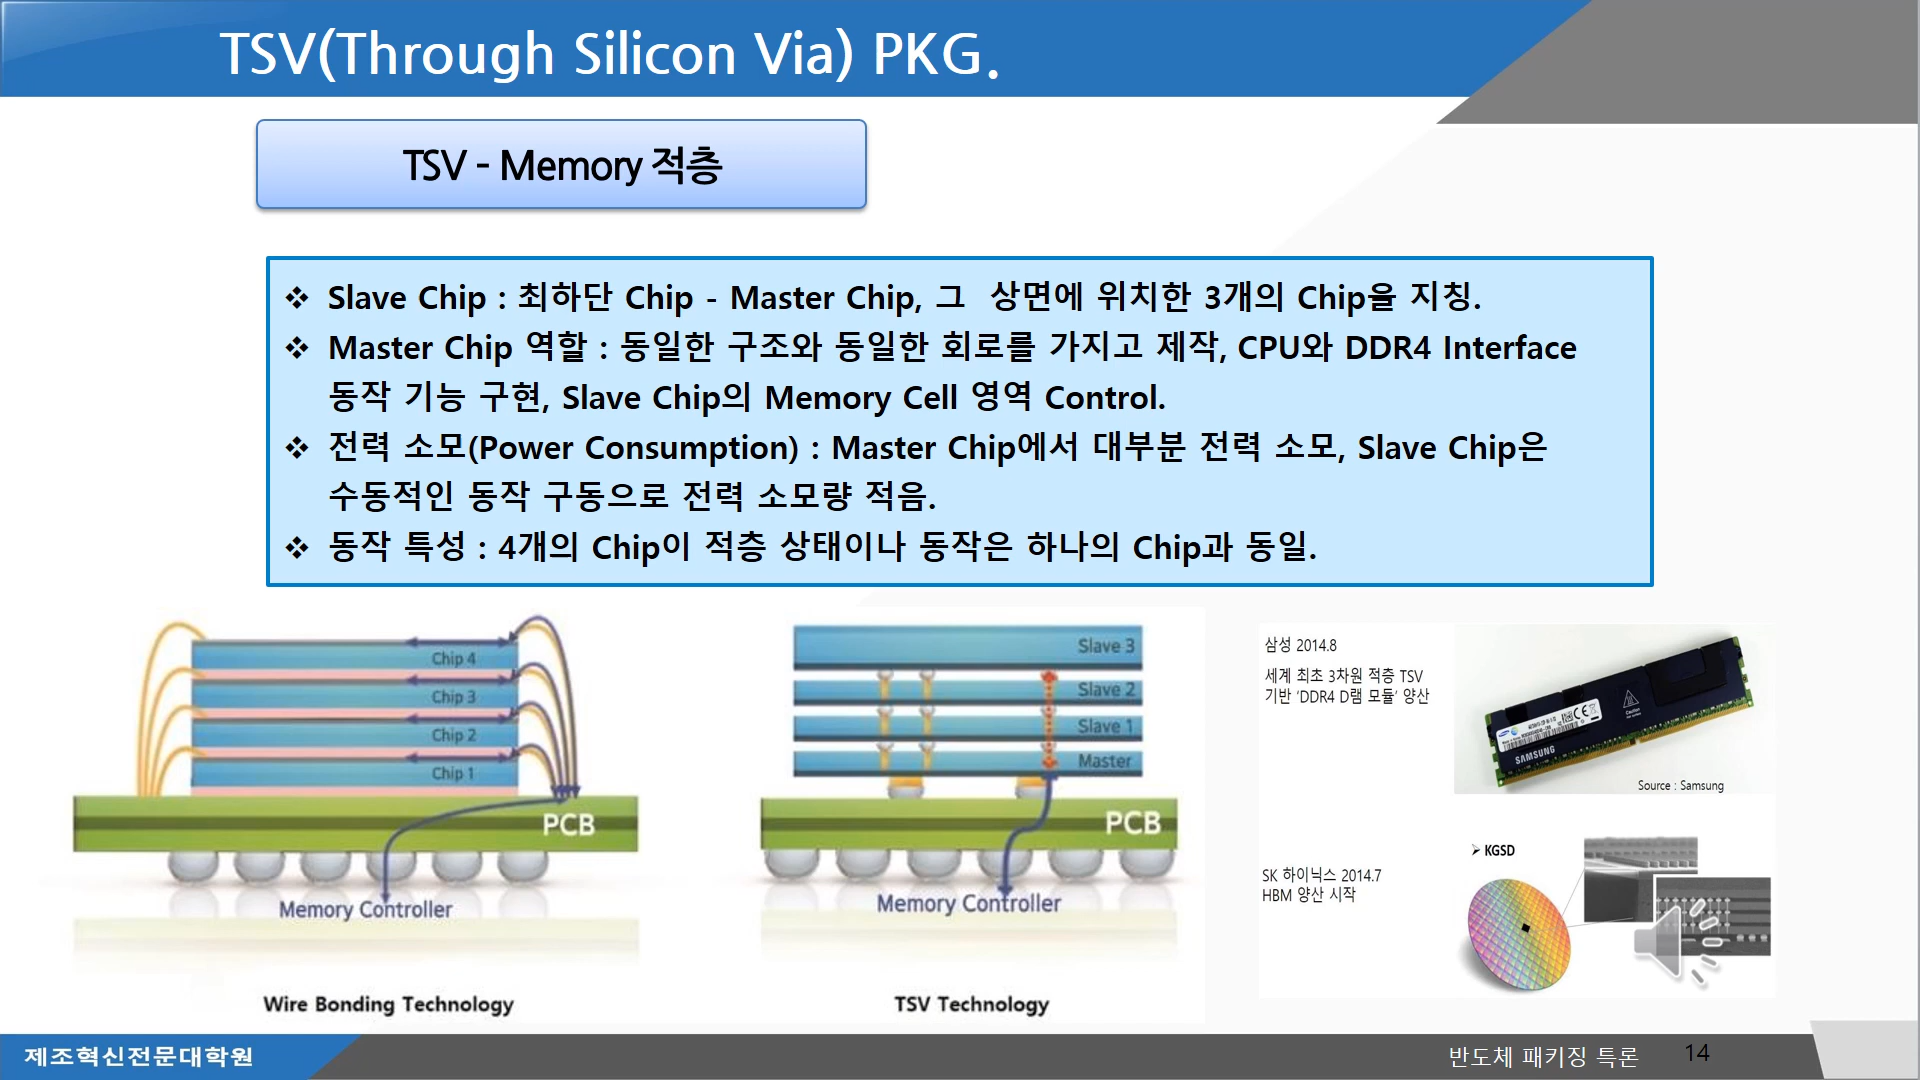 TSV(Through Silicon Via) PKG.
TSV - Memory 적층
❖ Slave Chip : 최하단 Chip - Master Chip, 그 상면에 위치한 3개의 Chip을 지칭.
❖ Master Chip 역할 : 동일한 구조와 동일한 회로를 가지고 제작, CPU와 DDR4 Interface
동작 기능 구현, Slave Chip의 Memory Cell 영역 Control.
❖ 전력 소모(Power Consumption) : Master Chip에서 대부분 전력 소모, Slave Chip은
수동적인 동작 구동으로 전력 소모량 적음.
❖ 동작 특성 : 4개의 Chip이 적층 상태이나 동작은 하나의 Chip과 동일.
Chip 4
Chip 3
Chip 2
Chip 1
PCB
Memory Controller
Wire Bonding Technology
Slave 3
Slave 2
Slave 1
Master
PCB
Memory Controller
TSV Technology
삼성 2014.8
세계 최초 3차원 적층 TSV
기반 'DDR4 D램 모듈' 양산
SAMSUNG
Source : Samsung
SK 하이닉스 2014.7
HBM 양산 시작
➢ KGSD
제조혁신전문대학원
반도체 패키징 특론
14